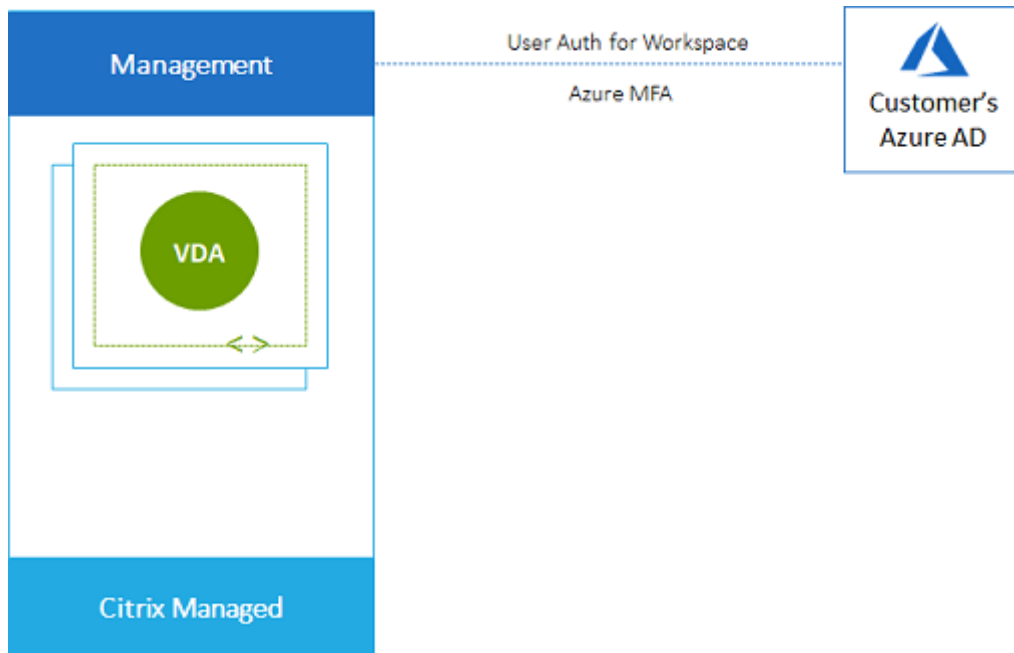 Management
User Auth for Workspace
Azure MFA
Customer's
Azure AD
VDA
<>
Citrix Managed